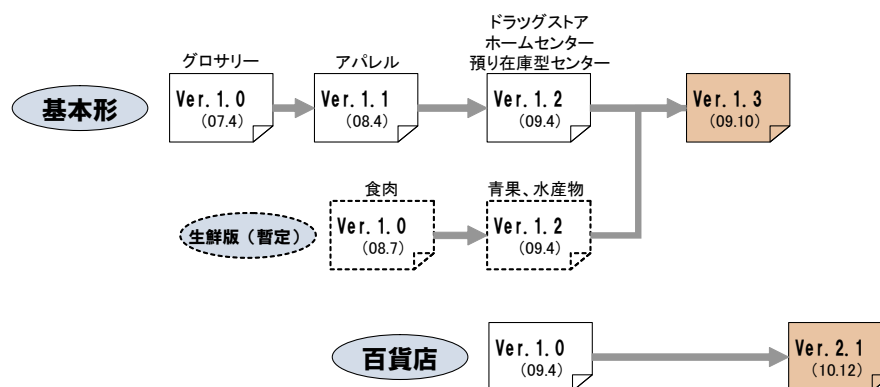 ドラッグストア
ホームセンター
グロサリー
アパレル
預り在庫型センター
基本形
Ver.1.0
(07.4)
Ver.1.1
(08.4)
Ver.1.2
(09.4)
Ver.1.3
(09.10)
食肉
青果、水産物
生鮮版（暫定）
Ver.1.0
(08.7)
Ver.1.2
(09.4)
百貨店
Ver.1.0
(09.4)
Ver.2.1
(10.12)